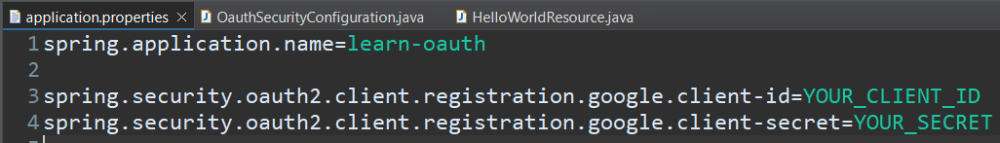 application.properties OauthSecurityConfiguration.java HelloWorldResource.java
1 spring.application.name=learn-oauth
2
3 spring.security.oauth2.client.registration.google.client-id=YOUR_CLIENT_ID
4 spring.security.oauth2.client.registration.google.client-secret=YOUR_SECRET